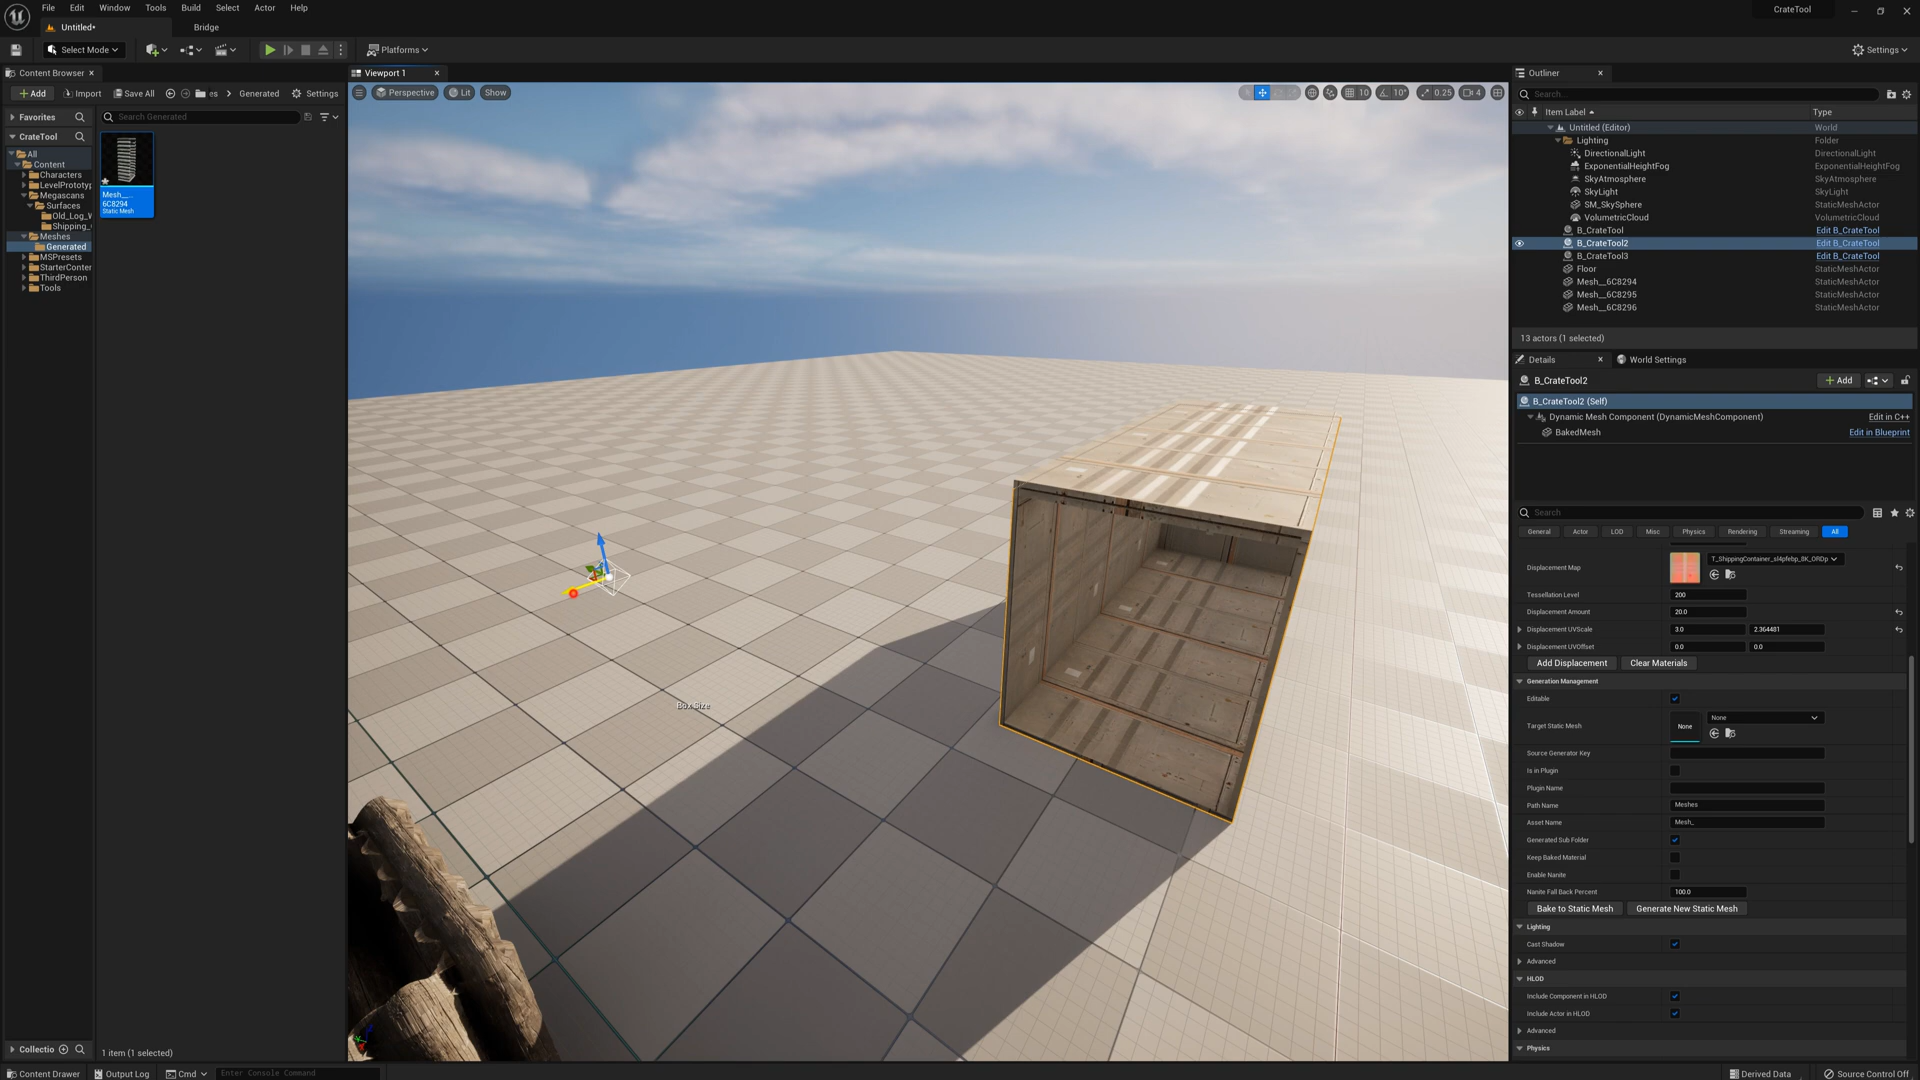 File Edit Window Tools Build Select Actor Help
CrateTool
Untitled*
Bridge
Select Mode
Platforms
Settings
Content Browser
Viewport 1
Outliner
Add
Import
Save All
es
Generated
Settings
Perspective
Lit
Show
10
10°
0.25
4
Search...
Favorites
Search Generated
Item Label
Type
CrateTool
Untitled (Editor)
World
Lighting
Folder
All
DirectionalLight
DirectionalLight
Content
ExponentialHeightFog
ExponentialHeightFog
Characters
SkyAtmosphere
SkyAtmosphere
LevelPrototyp
SkyLight
SkyLight
Megascans
SM_SkySphere
StaticMeshActor
Surfaces
VolumetricCloud
VolumetricCloud
Old_Log_W
Shipping_
Mesh__
6C8294
Static Mesh
B_CrateTool
Edit B_CrateTool
Meshes
B_CrateTool2
Edit B_CrateTool
Generated
B_CrateTool3
Edit B_CrateTool
MSPresets
Floor
StaticMeshActor
StarterConter
Mesh__6C8294
StaticMeshActor
ThirdPerson
Mesh__6C8295
StaticMeshActor
Tools
Mesh__6C8296
StaticMeshActor
13 actors (1 selected)
Details
World Settings
B_CrateTool2
Add
B_CrateTool2 (Self)
Dynamic Mesh Component (DynamicMeshComponent)
Edit in C++
BakedMesh
Edit in Blueprint
Search
General
Actor
LOD
Misc
Physics
Rendering
Streaming
All
Displacement Map
T_ShippingContainer_sl4pfebp_8K_ORDp
Tessellation Level
200
Displacement Amount
20.0
Displacement UVScale
3.0
2.364481
Displacement UVOffset
0.0
0.0
Add Displacement
Clear Materials
Generation Management
Editable
Target Static Mesh
None
None
Source Generator Key
Is in Plugin
Plugin Name
Path Name
Meshes
Asset Name
Mesh_
Generated Sub Folder
Keep Baked Material
Enable Nanite
Nanite Fall Back Percent
100.0
Bake to Static Mesh
Generate New Static Mesh
Lighting
Cast Shadow
Advanced
HLOD
Include Component in HLOD
Include Actor in HLOD
Advanced
Physics
Box Size
Collectio
1 item (1 selected)
Content Drawer
Output Log
Cmd
Enter Console Command
Derived Data
Source Control Off